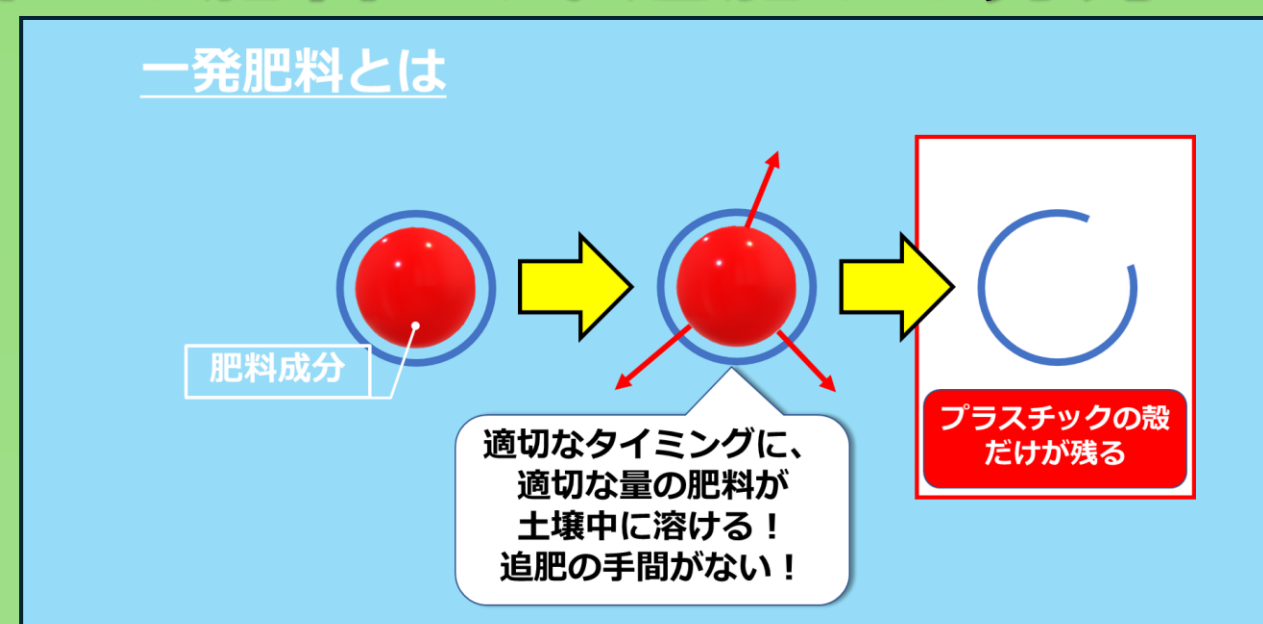 一発肥料とは
肥料成分
適切なタイミングに、
適切な量の肥料が
土壌中に溶ける！
追肥の手間がない！
プラスチックの殻
だけが残る